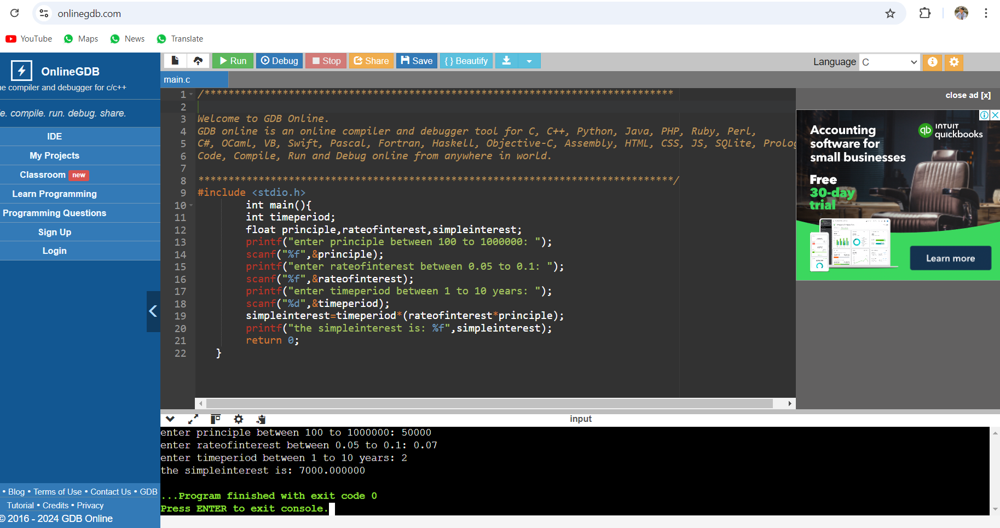 onlinegdb.com
YouTube Maps News Translate
OnlineGDB
ne compiler and debugger for c/c++
e. compile. run. debug. share.
IDE
My Projects
Classroom new
Learn Programming
Programming Questions
Sign Up
Login
• Blog • Terms of Use • Contact Us • GDB
Tutorial • Credits • Privacy
© 2016 - 2024 GDB Online
Run Debug Stop Share Save { } Beautify
Language C
main.c
1 /******************************************************************************
2
3 Welcome to GDB Online.
4 GDB online is an online compiler and debugger tool for C, C++, Python, Java, PHP, Ruby, Perl,
5 C#, OCaml, VB, Swift, Pascal, Fortran, Haskell, Objective-C, Assembly, HTML, CSS, JS, SQLite, Prolog
6 Code, Compile, Run and Debug online from anywhere in world.
7
8 *******************************************************************************/
9 #include <stdio.h>
10 int main(){
11 int timeperiod;
12 float principle,rateofinterest,simpleinterest;
13 printf("enter principle between 100 to 1000000: ");
14 scanf("%f",&principle);
15 printf("enter rateofinterest between 0.05 to 0.1: ");
16 scanf("%f",&rateofinterest);
17 printf("enter timeperiod between 1 to 10 years: ");
18 scanf("%d",&timeperiod);
19 simpleinterest=timeperiod*(rateofinterest*principle);
20 printf("the simpleinterest is: %f",simpleinterest);
21 return 0;
22 }
close ad [x]
Accounting
software for
small businesses
INTUIT
qb quickbooks
Free
30-day
trial
Learn more
input
enter principle between 100 to 1000000: 50000
enter rateofinterest between 0.05 to 0.1: 0.07
enter timeperiod between 1 to 10 years: 2
the simpleinterest is: 7000.000000
...Program finished with exit code 0
Press ENTER to exit console.